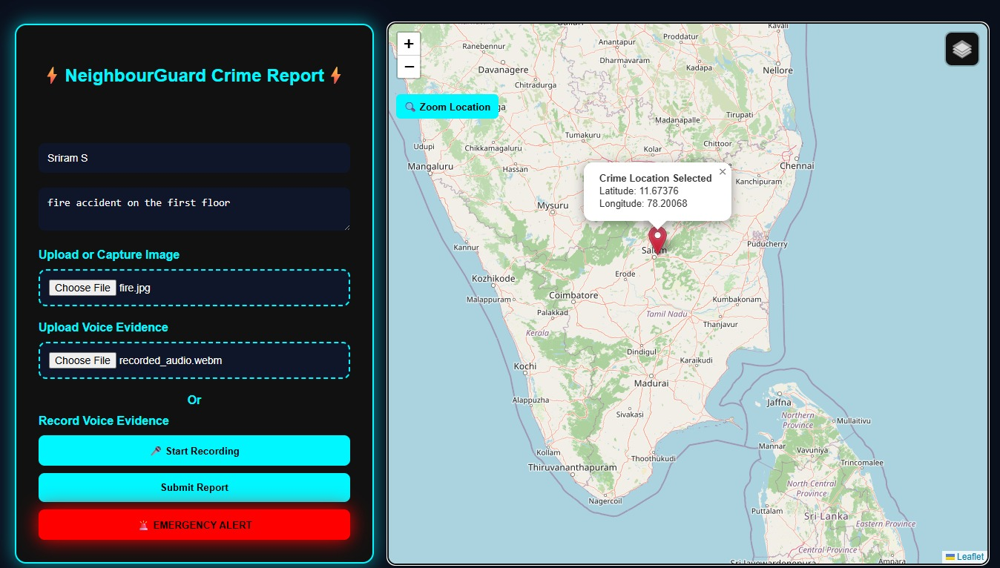 ⚡ NeighbourGuard Crime Report ⚡
Sriram S
fire accident on the first floor
Upload or Capture Image
Choose File fire.jpg
Upload Voice Evidence
Choose File recorded_audio.webm
Or
Record Voice Evidence
🎤 Start Recording
Submit Report
🚨 EMERGENCY ALERT
+
−
🔍 Zoom Location
Crime Location Selected
×
Latitude: 11.67376
Longitude: 78.20068
Kavali
Proddatur
Anantapur
Ranebennur
Dharmavaram
Kadapa
Nellore
Davanagere
Chitradurga
Tirupati
Madanapalle
Tumakuru
Chittoor
Udupi
Chikkamagaluru
Kolar
Mangaluru
Hassan
Chennai
Kanchipuram
Mysuru
Puducherry
Kannur
Salem
Erode
Kozhikode
Coimbatore
Malappuram
Kumbakonam
Palakkad
Tamil Nadu
Thanjavur
Kerala
Dindigul
Karaikudi
Kochi
Madurai
Alappuzha
Jaffna
Sivakasi
Northern
Province
Mullaitivu
Mannar
Vavuniya
Kollam
Thoothukudi
Trincomalee
Thiruvananthapuram
North Central
Province
Nagercoil
Puttalam
Sri Lanka
Eastern Province
Central Province
Ampara
Leaflet